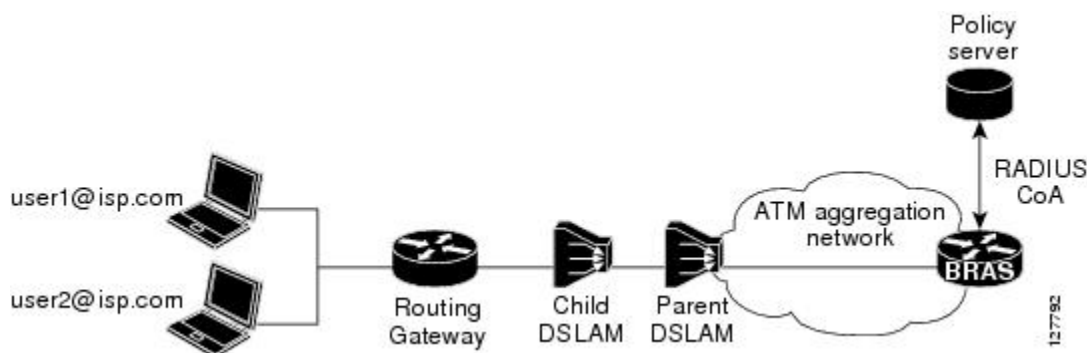 Policy
server
RADIUS
CoA
user1@isp.com
ATM aggregation
network
BRAS
user2@isp.com
Routing
Gateway
Child
DSLAM
Parent
DSLAM
127792